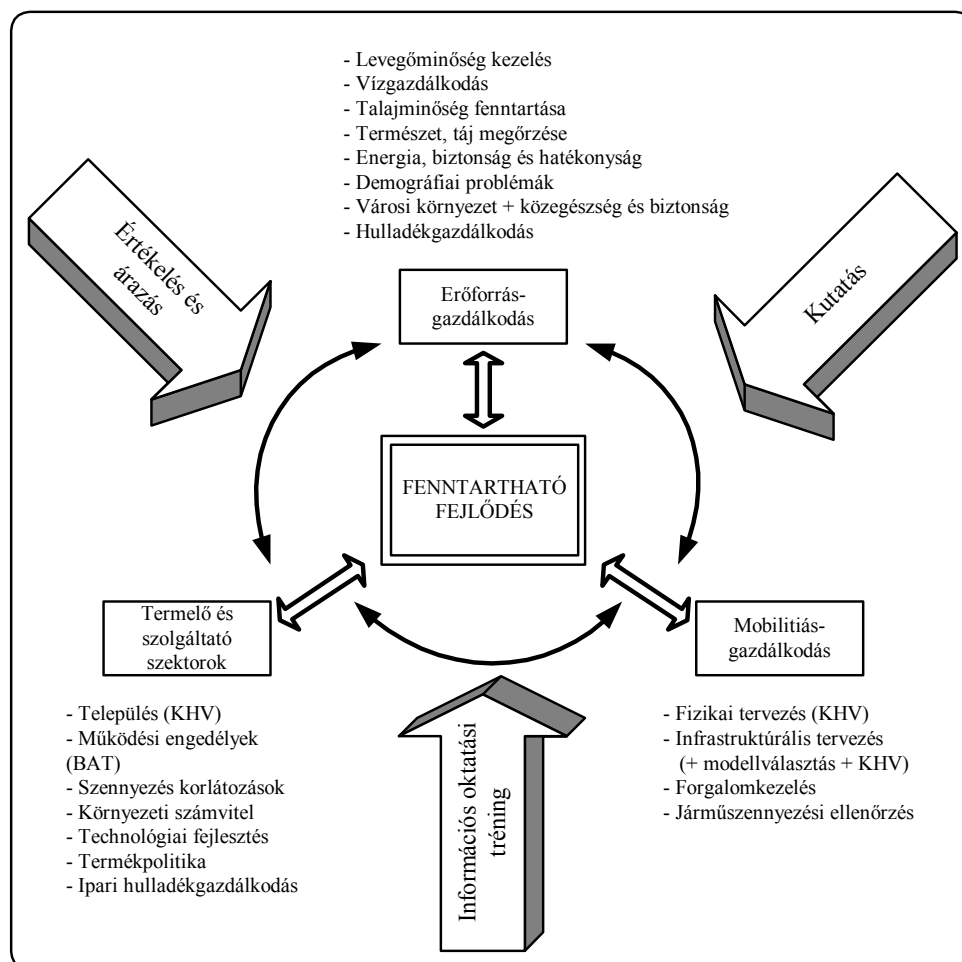 - Levegőminőség kezelés
- Vízgazdálkodás
- Talajminőség fenntartása
- Természet, táj megőrzése
- Energia, biztonság és hatékonyság
- Demográfiai problémák
- Városi környezet + közegészség és biztonság
- Hulladékgazdálkodás
Értékelés és
árazás
Kutatás
Erőforrás-
gazdálkodás
FENNTARTHATÓ
FEJLŐDÉS
Termelő és
szolgáltató
szektorok
Mobilitiás-
gazdálkodás
- Település (KHV)
- Működési engedélyek
(BAT)
- Szennyezés korlátozások
- Környezeti számvitel
- Technológiai fejlesztés
- Termékpolitika
- Ipari hulladékgazdálkodás
Információs oktatási
tréning
- Fizikai tervezés (KHV)
- Infrastruktúrális tervezés
(+ modellválasztás + KHV)
- Forgalomkezelés
- Járműszennyezési ellenőrzés